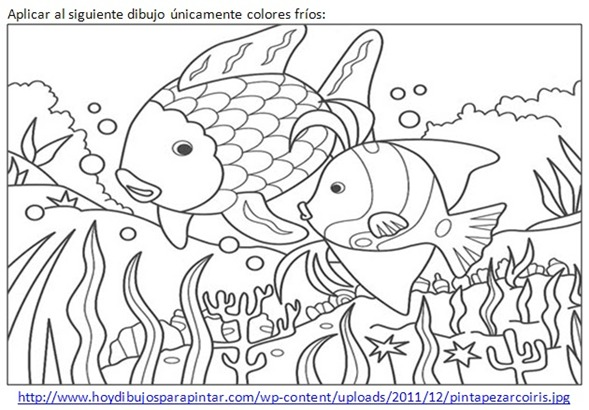 Aplicar al siguiente dibujo únicamente colores fríos:
http://www.hoydibujosparapintar.com/wp-content/uploads/2011/12/pintapezarcoiris.jpg